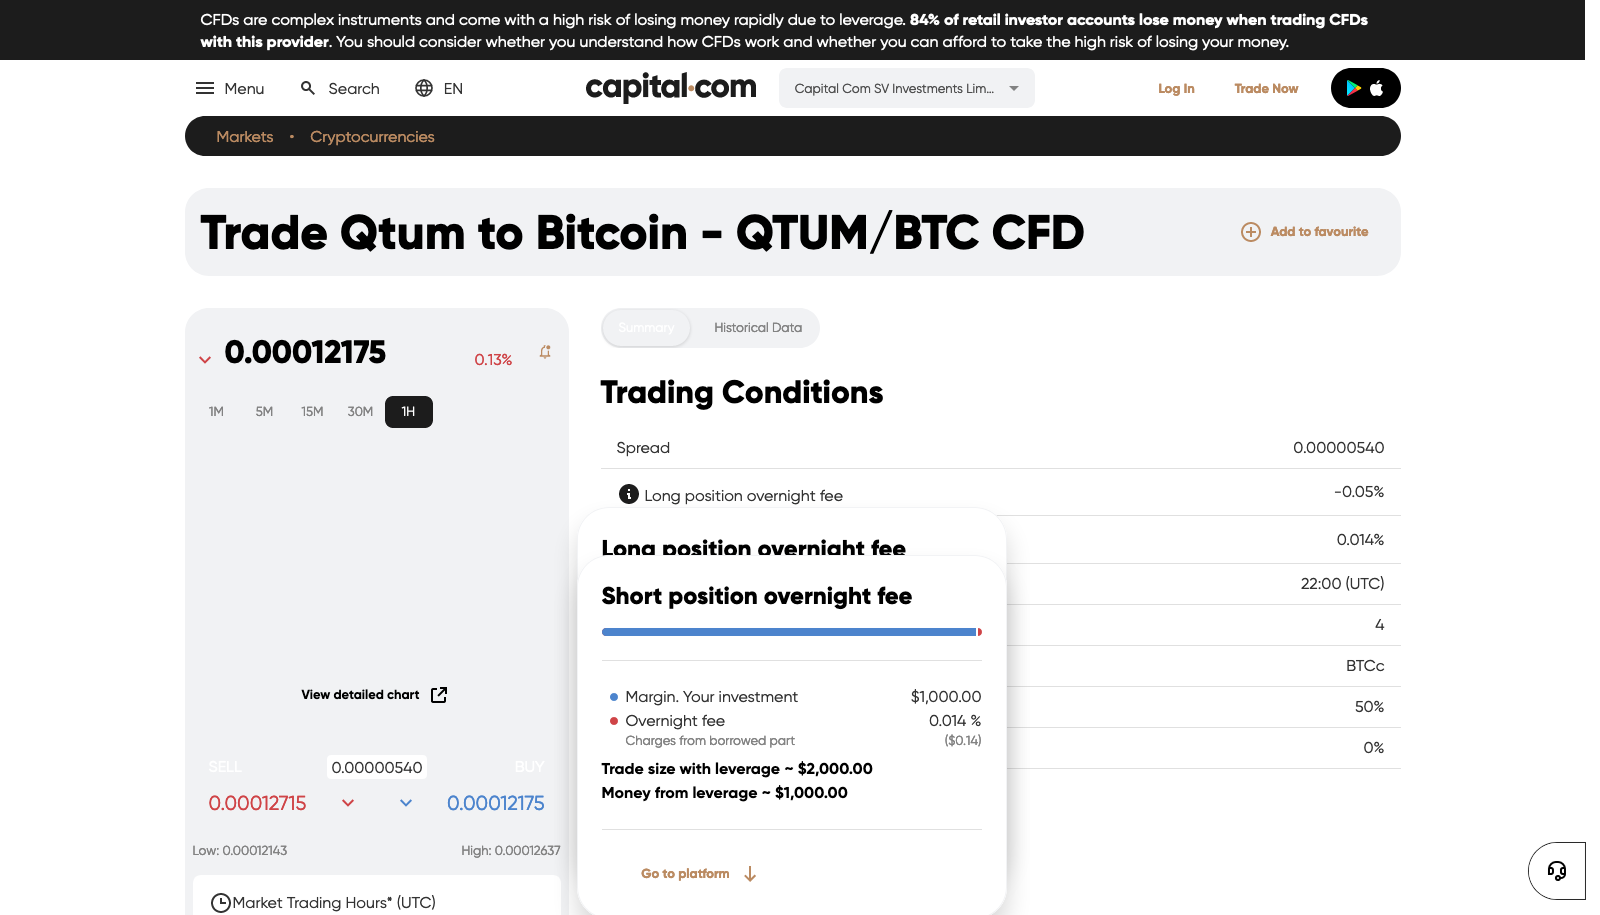 CFDs are complex instruments and come with a high risk of losing money rapidly due to leverage. 84% of retail investor accounts lose money when trading CFDs
with this provider. You should consider whether you understand how CFDs work and whether you can afford to take the high risk of losing your money.
Menu Search EN capital.com Capital Com SV Investments Lim... Log In Trade Now
Markets • Cryptocurrencies
Trade Qtum to Bitcoin - QTUM/BTC CFD
Add to favourite
0.00012175 0.13%
1M 5M 15M 30M 1H
View detailed chart
SELL 0.00000540 BUY
0.00012715 0.00012175
Low: 0.00012143 High: 0.00012637
Market Trading Hours* (UTC)
Summary Historical Data
Trading Conditions
Spread 0.00000540
Long position overnight fee -0.05%
0.014%
22:00 (UTC)
4
BTCc
50%
0%
Long position overnight fee
Short position overnight fee
Margin. Your investment $1,000.00
Overnight fee 0.014 %
Charges from borrowed part ($0.14)
Trade size with leverage ~ $2,000.00
Money from leverage ~ $1,000.00
Go to platform